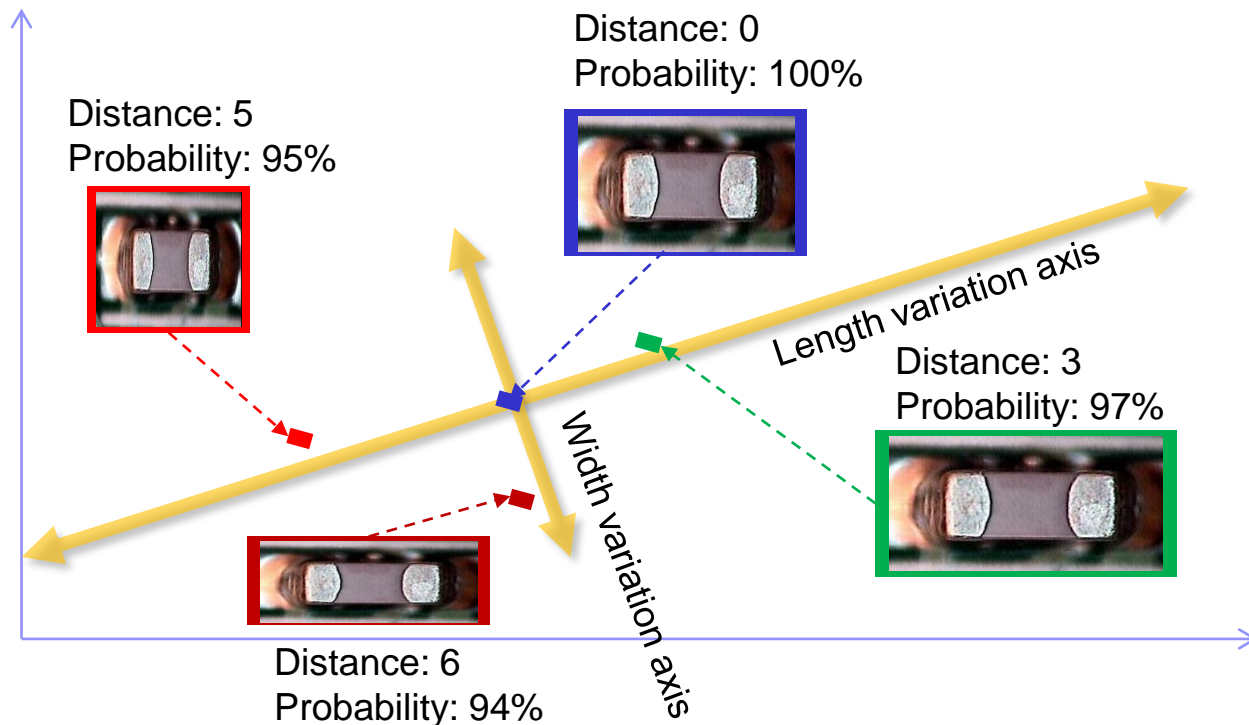 Distance: 0
Probability: 100%
Distance: 5
Probability: 95%
Length variation axis
Distance: 3
Probability: 97%
Width variation axis
Distance: 6
Probability: 94%